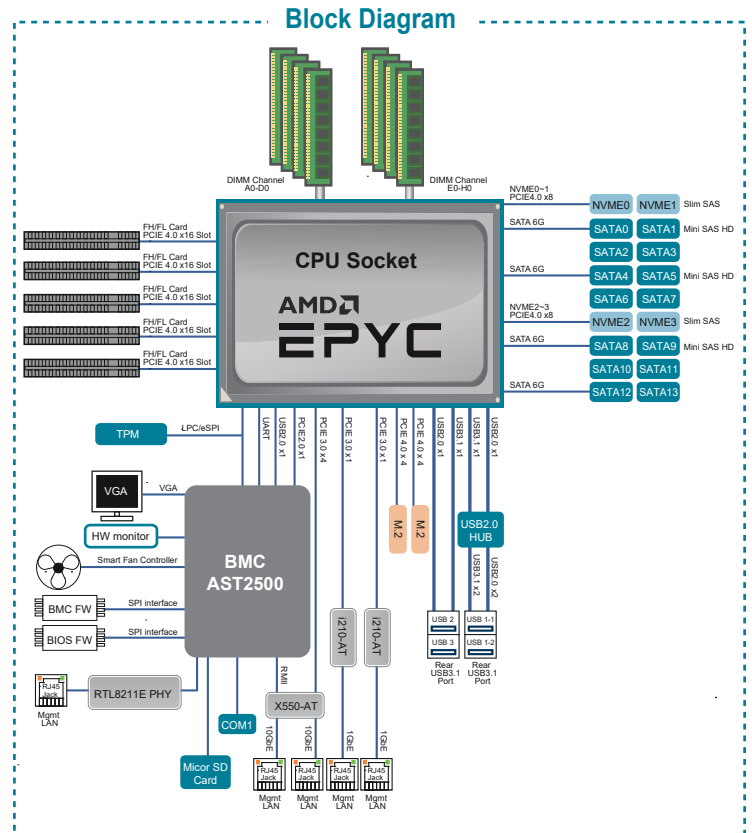 Block Diagram
DIMM Channel
A0-D0
DIMM Channel
E0-H0
NVME0~1
PCIE4.0 x8
NVME0 NVME1 Slim SAS
SATA 6G
SATA0 SATA1 Mini SAS HD
SATA2 SATA3
SATA 6G
SATA4 SATA5 Mini SAS HD
SATA6 SATA7
NVME2~3
PCIE4.0 x8
NVME2 NVME3 Slim SAS
SATA 6G
SATA8 SATA9 Mini SAS HD
SATA10 SATA11
SATA 6G
SATA12 SATA13
FH/FL Card
PCIE 4.0 x16 Slot
FH/FL Card
PCIE 4.0 x16 Slot
FH/FL Card
PCIE 4.0 x16 Slot
FH/FL Card
PCIE 4.0 x16 Slot
FH/FL Card
PCIE 4.0 x16 Slot
CPU Socket
AMD
EPYC
TPM
LPC/eSPI
UART
USB2.0 x1
PCIE2.0 x1
PCIE 3.0 x4
PCIE 3.0 x1
PCIE 3.0 x1
PCIE 4.0 x 4
PCIE 4.0 x 4
USB2.0 x1
USB3.1 x1
USB3.1 x1
USB2.0 x1
VGA
VGA
HW monitor
Smart Fan Controller
BMC
AST2500
BMC FW
SPI interface
BIOS FW
SPI interface
M.2
M.2
USB2.0
HUB
USB3.1 x2
USB2.0 x2
i210-AT
i210-AT
USB 2
USB 3
USB 1-1
USB 1-2
Rear
USB3.1
Port
Rear
USB3.1
Port
RJ45
Jack
Mgmt
LAN
RTL8211E PHY
RMII
X550-AT
COM1
Micor SD
Card
10GbE
10GbE
1GbE
1GbE
RJ45
Jack
Mgmt
LAN
RJ45
Jack
Mgmt
LAN
RJ45
Jack
Mgmt
LAN
RJ45
Jack
Mgmt
LAN